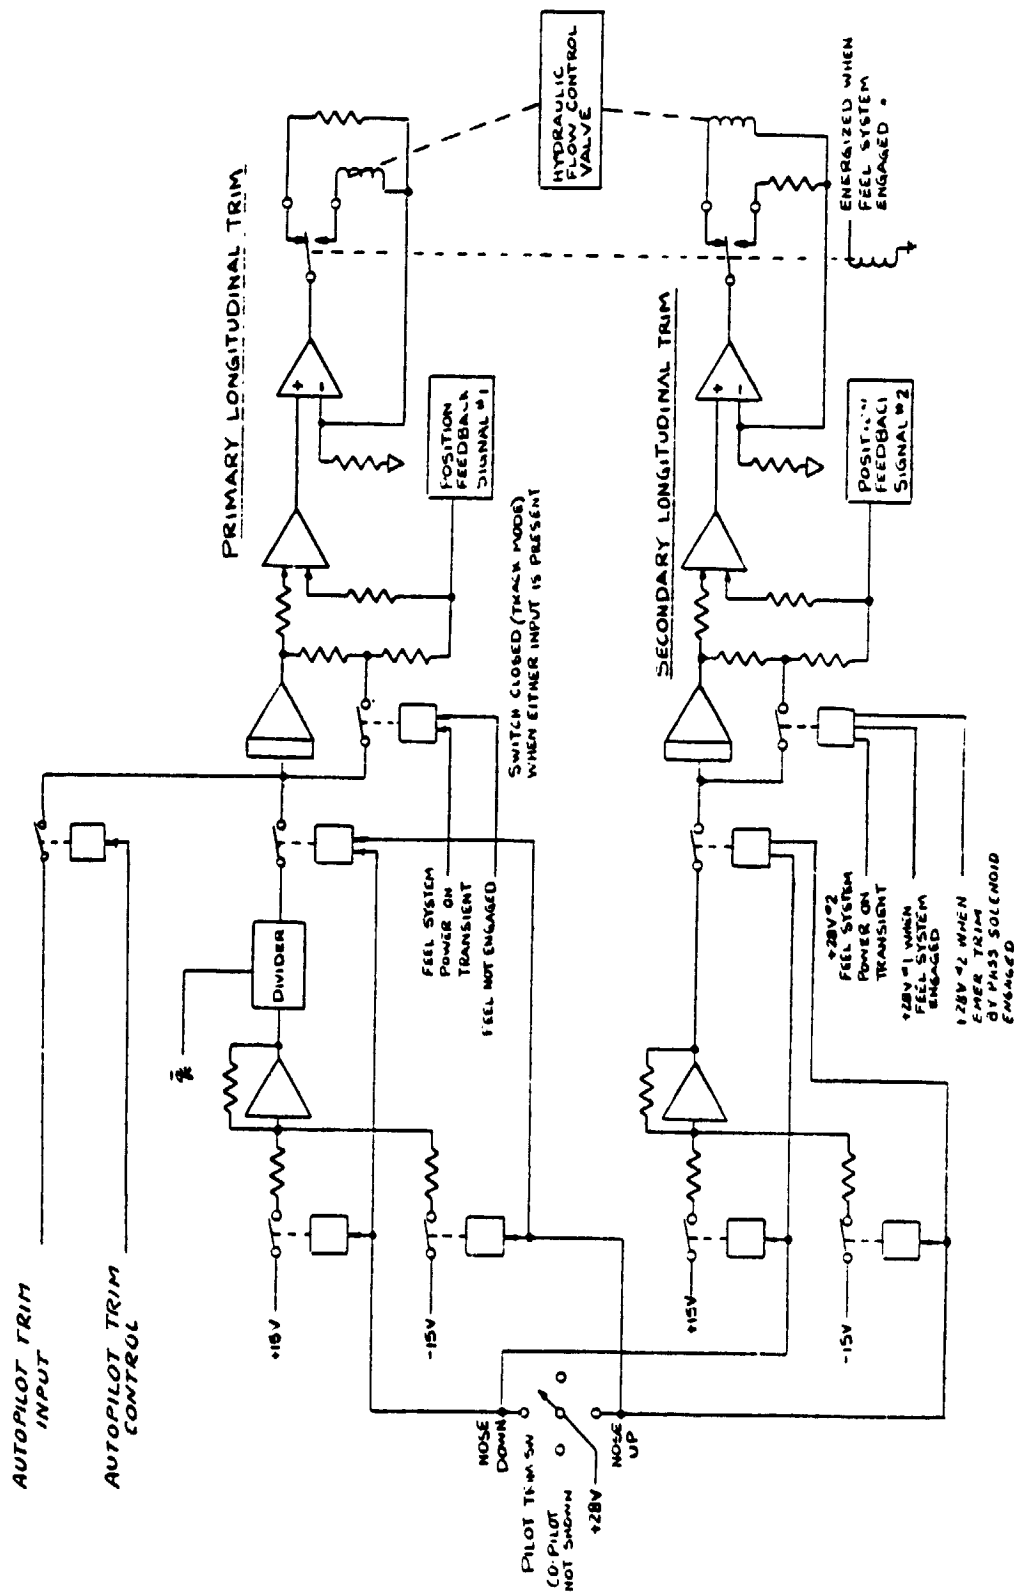 AUTOPILOT TRIM
INPUT
AUTOPILOT TRIM
CONTROL
PRIMARY LONGITUDINAL TRIM
HYDRAULIC
FLOW CONTROL
VALVE
+
-
POSITION
FEEDBACK
SIGNAL #1
SWITCH CLOSED (TRACK MODE)
WHEN EITHER INPUT IS PRESENT
FEEL SYSTEM
POWER ON
TRANSIENT
FEEL NOT ENGAGED
DIVIDER
+15V
-15V
NOSE
DOWN
PILOT TRIM SW
CO-PILOT
NOT SHOWN
+28V
NOSE
UP
SECONDARY LONGITUDINAL TRIM
ENERGIZED WHEN
FEEL SYSTEM
ENGAGED.
+
-
POSITION
FEEDBACK
SIGNAL #2
+28V #2
FEEL SYSTEM
POWER ON
TRANSIENT
+28V #1 WHEN
FEEL SYSTEM
ENGAGED
+28V #2 WHEN
EMER TRIM
BY PASS SOLENOID
ENGAGED
+15V
-15V